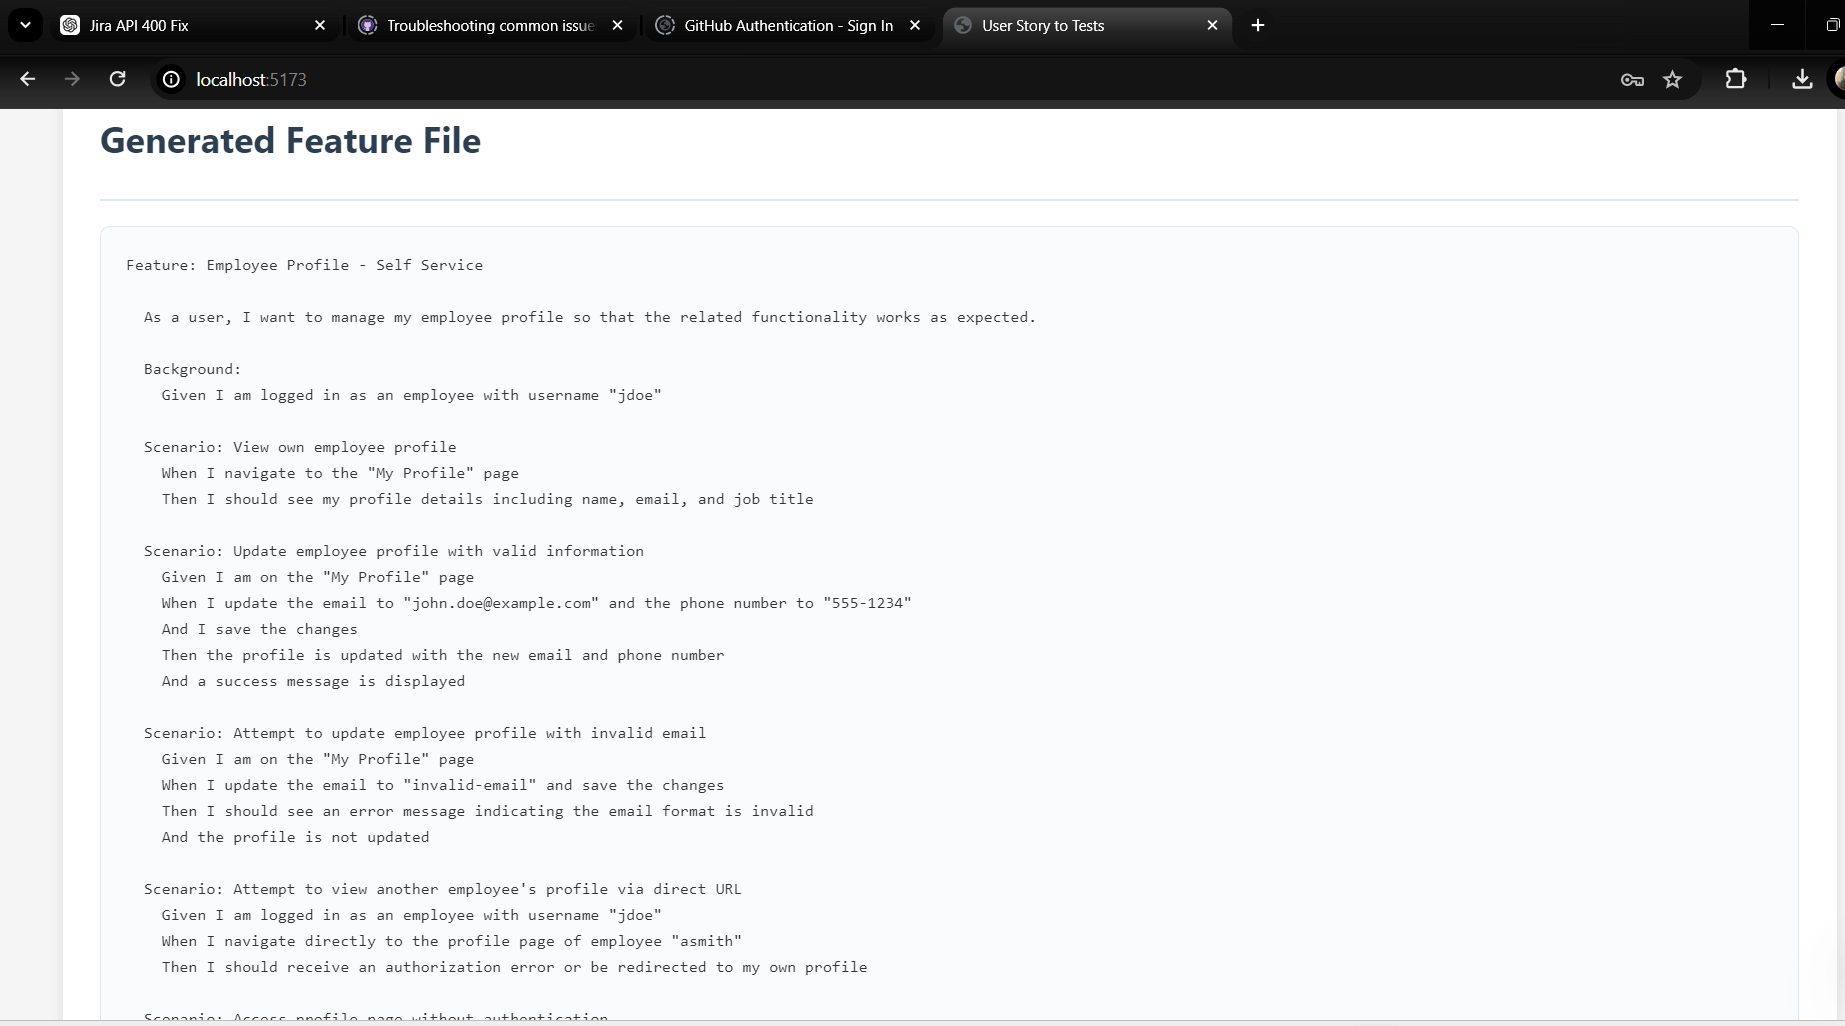 Jira API 400 Fix
Troubleshooting common issue
GitHub Authentication - Sign In
User Story to Tests
localhost:5173
Generated Feature File
Feature: Employee Profile - Self Service
As a user, I want to manage my employee profile so that the related functionality works as expected.
Background:
Given I am logged in as an employee with username "jdoe"
Scenario: View own employee profile
When I navigate to the "My Profile" page
Then I should see my profile details including name, email, and job title
Scenario: Update employee profile with valid information
Given I am on the "My Profile" page
When I update the email to "john.doe@example.com" and the phone number to "555-1234"
And I save the changes
Then the profile is updated with the new email and phone number
And a success message is displayed
Scenario: Attempt to update employee profile with invalid email
Given I am on the "My Profile" page
When I update the email to "invalid-email" and save the changes
Then I should see an error message indicating the email format is invalid
And the profile is not updated
Scenario: Attempt to view another employee's profile via direct URL
Given I am logged in as an employee with username "jdoe"
When I navigate directly to the profile page of employee "asmith"
Then I should receive an authorization error or be redirected to my own profile
Scenario: Access profile page without authentication